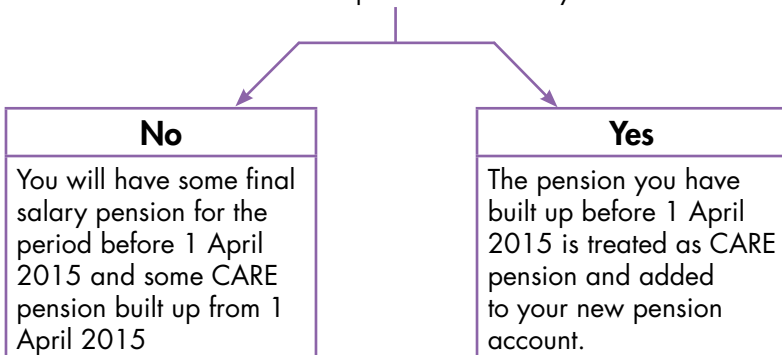 No
You will have some final
salary pension for the
period before 1 April
2015 and some CARE
pension built up from 1
April 2015
Yes
The pension you have
built up before 1 April
2015 is treated as CARE
pension and added
to your new pension
account.